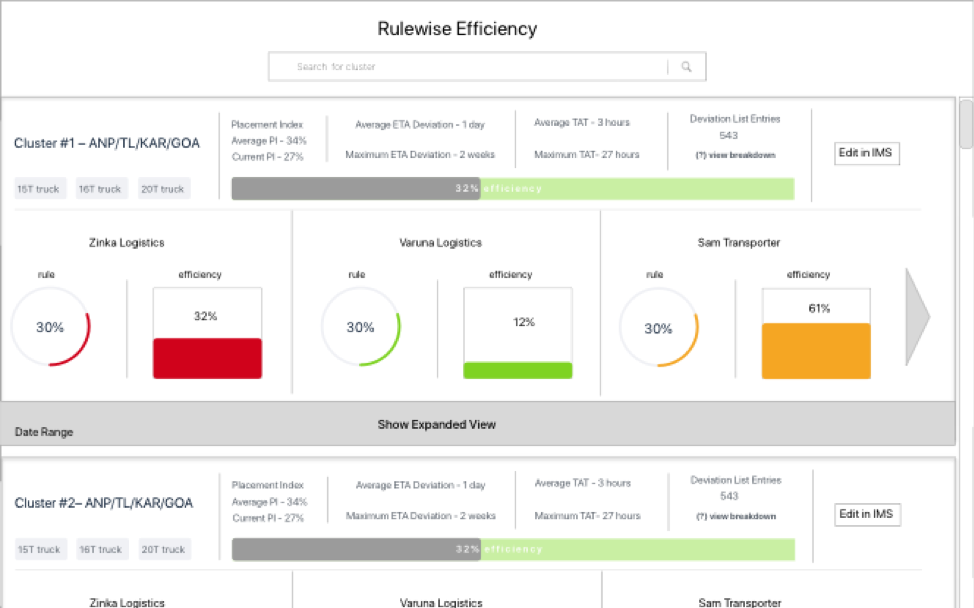 Rulewise Efficiency
Search for cluster
Cluster #1 – ANP/TL/KAR/GOA
15T truck 16T truck 20T truck
Placement Index
Average PI - 34%
Current PI - 27%
Average ETA Deviation - 1 day
Maximum ETA Deviation - 2 weeks
Average TAT - 3 hours
Maximum TAT- 27 hours
Deviation List Entries
543
(?) view breakdown
Edit in IMS
32% efficiency
Zinka Logistics
rule efficiency
30% 32%
Varuna Logistics
rule efficiency
30% 12%
Sam Transporter
rule efficiency
30% 61%
Show Expanded View
Date Range
Cluster #2– ANP/TL/KAR/GOA
15T truck 16T truck 20T truck
Placement Index
Average PI - 34%
Current PI - 27%
Average ETA Deviation - 1 day
Maximum ETA Deviation - 2 weeks
Average TAT - 3 hours
Maximum TAT- 27 hours
Deviation List Entries
543
(?) view breakdown
Edit in IMS
32% efficiency
Zinka Logistics
Varuna Logistics
Sam Transporter